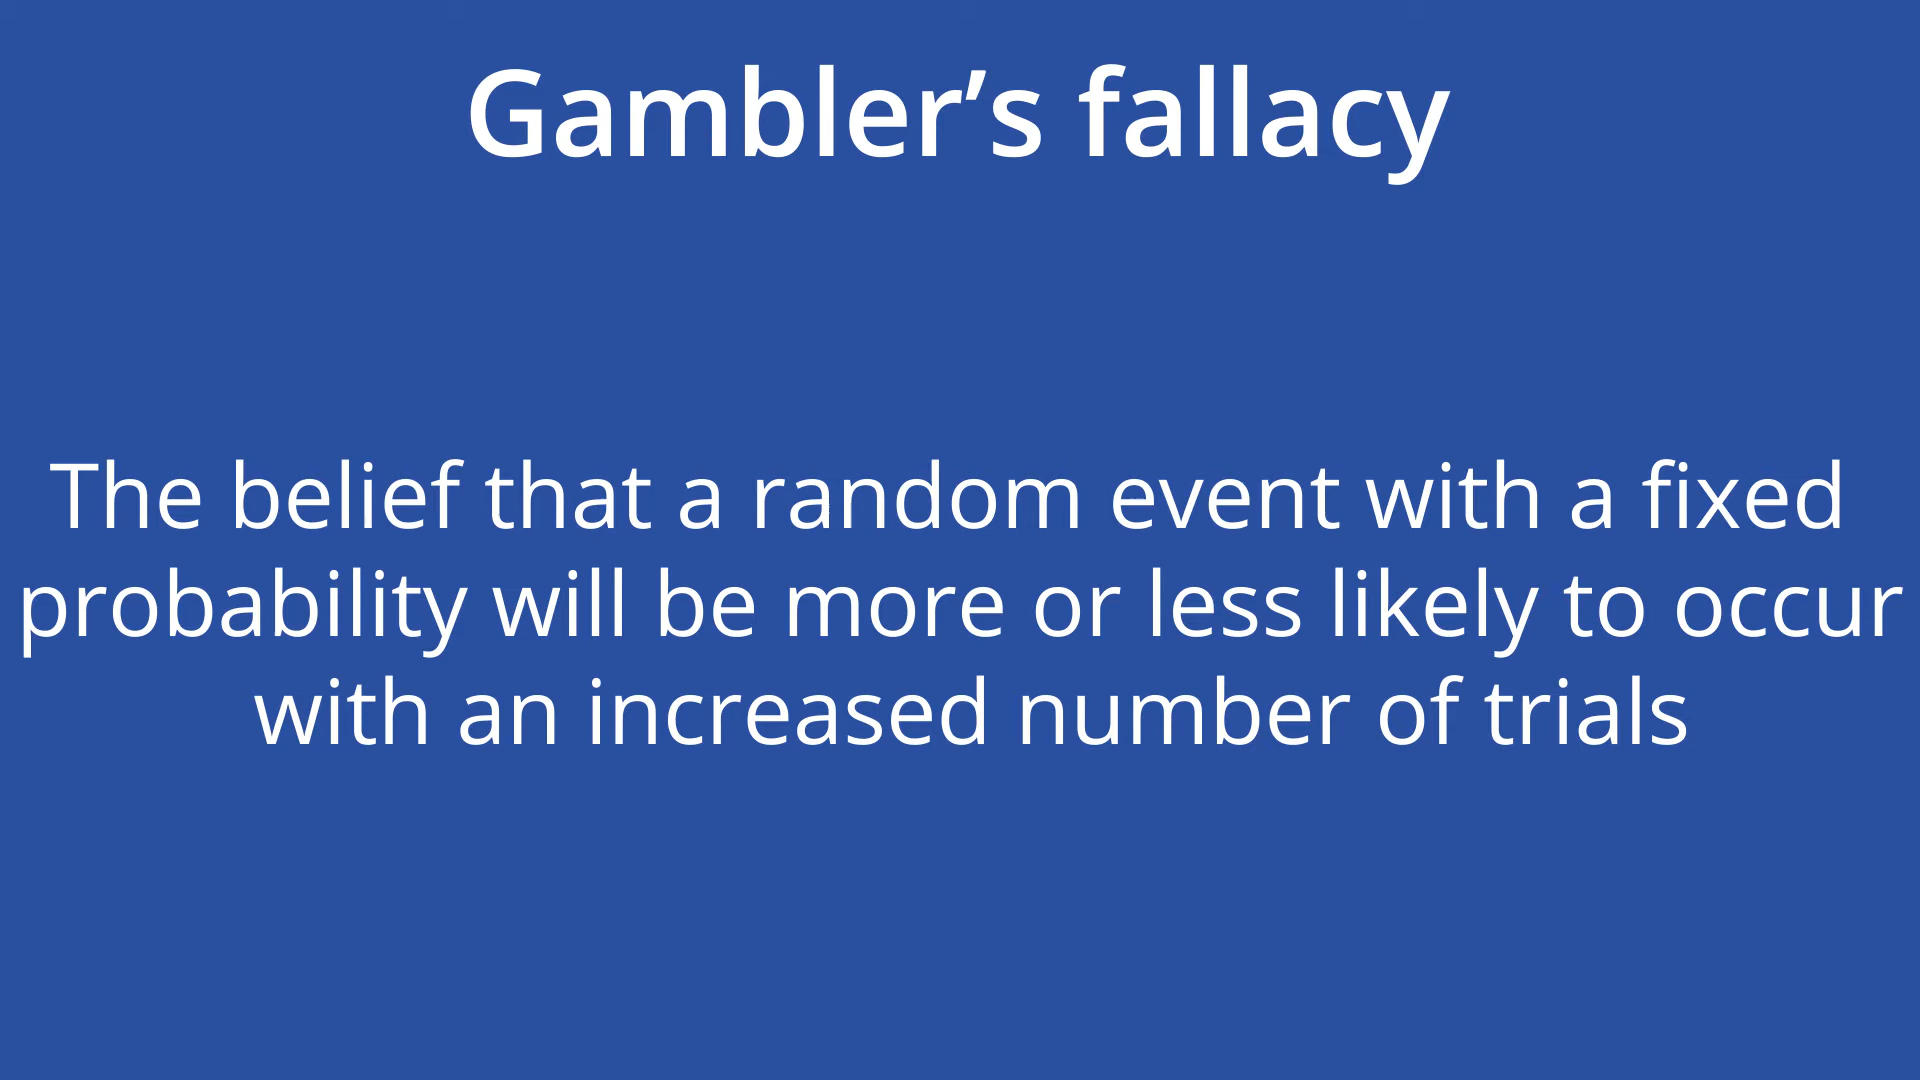 Gambler’s fallacy
The belief that a random event with a fixed
probability will be more or less likely to occur
with an increased number of trials